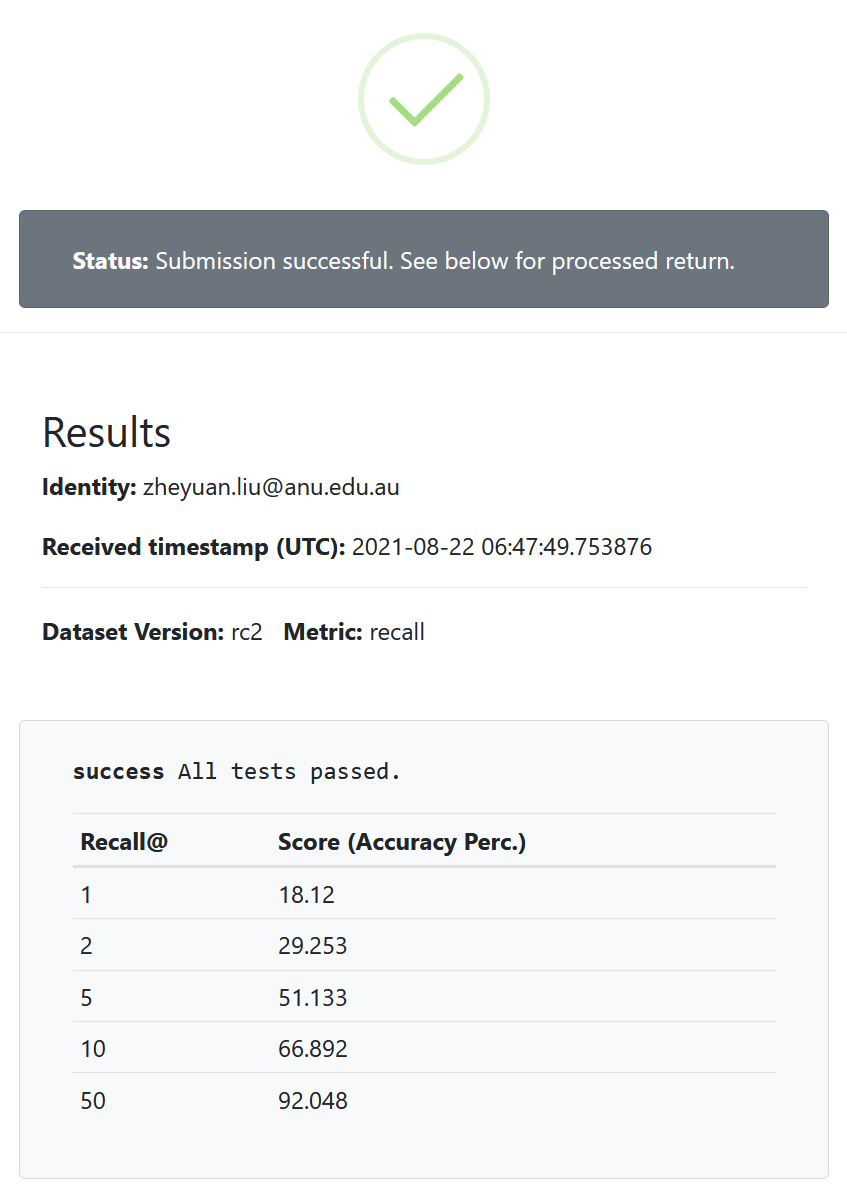 Status: Submission successful. See below for processed return.
Results
Identity: zheyuan.liu@anu.edu.au
Received timestamp (UTC): 2021-08-22 06:47:49.753876
Dataset Version: rc2 Metric: recall
success All tests passed.
Recall@ Score (Accuracy Perc.)
1 18.12
2 29.253
5 51.133
10 66.892
50 92.048